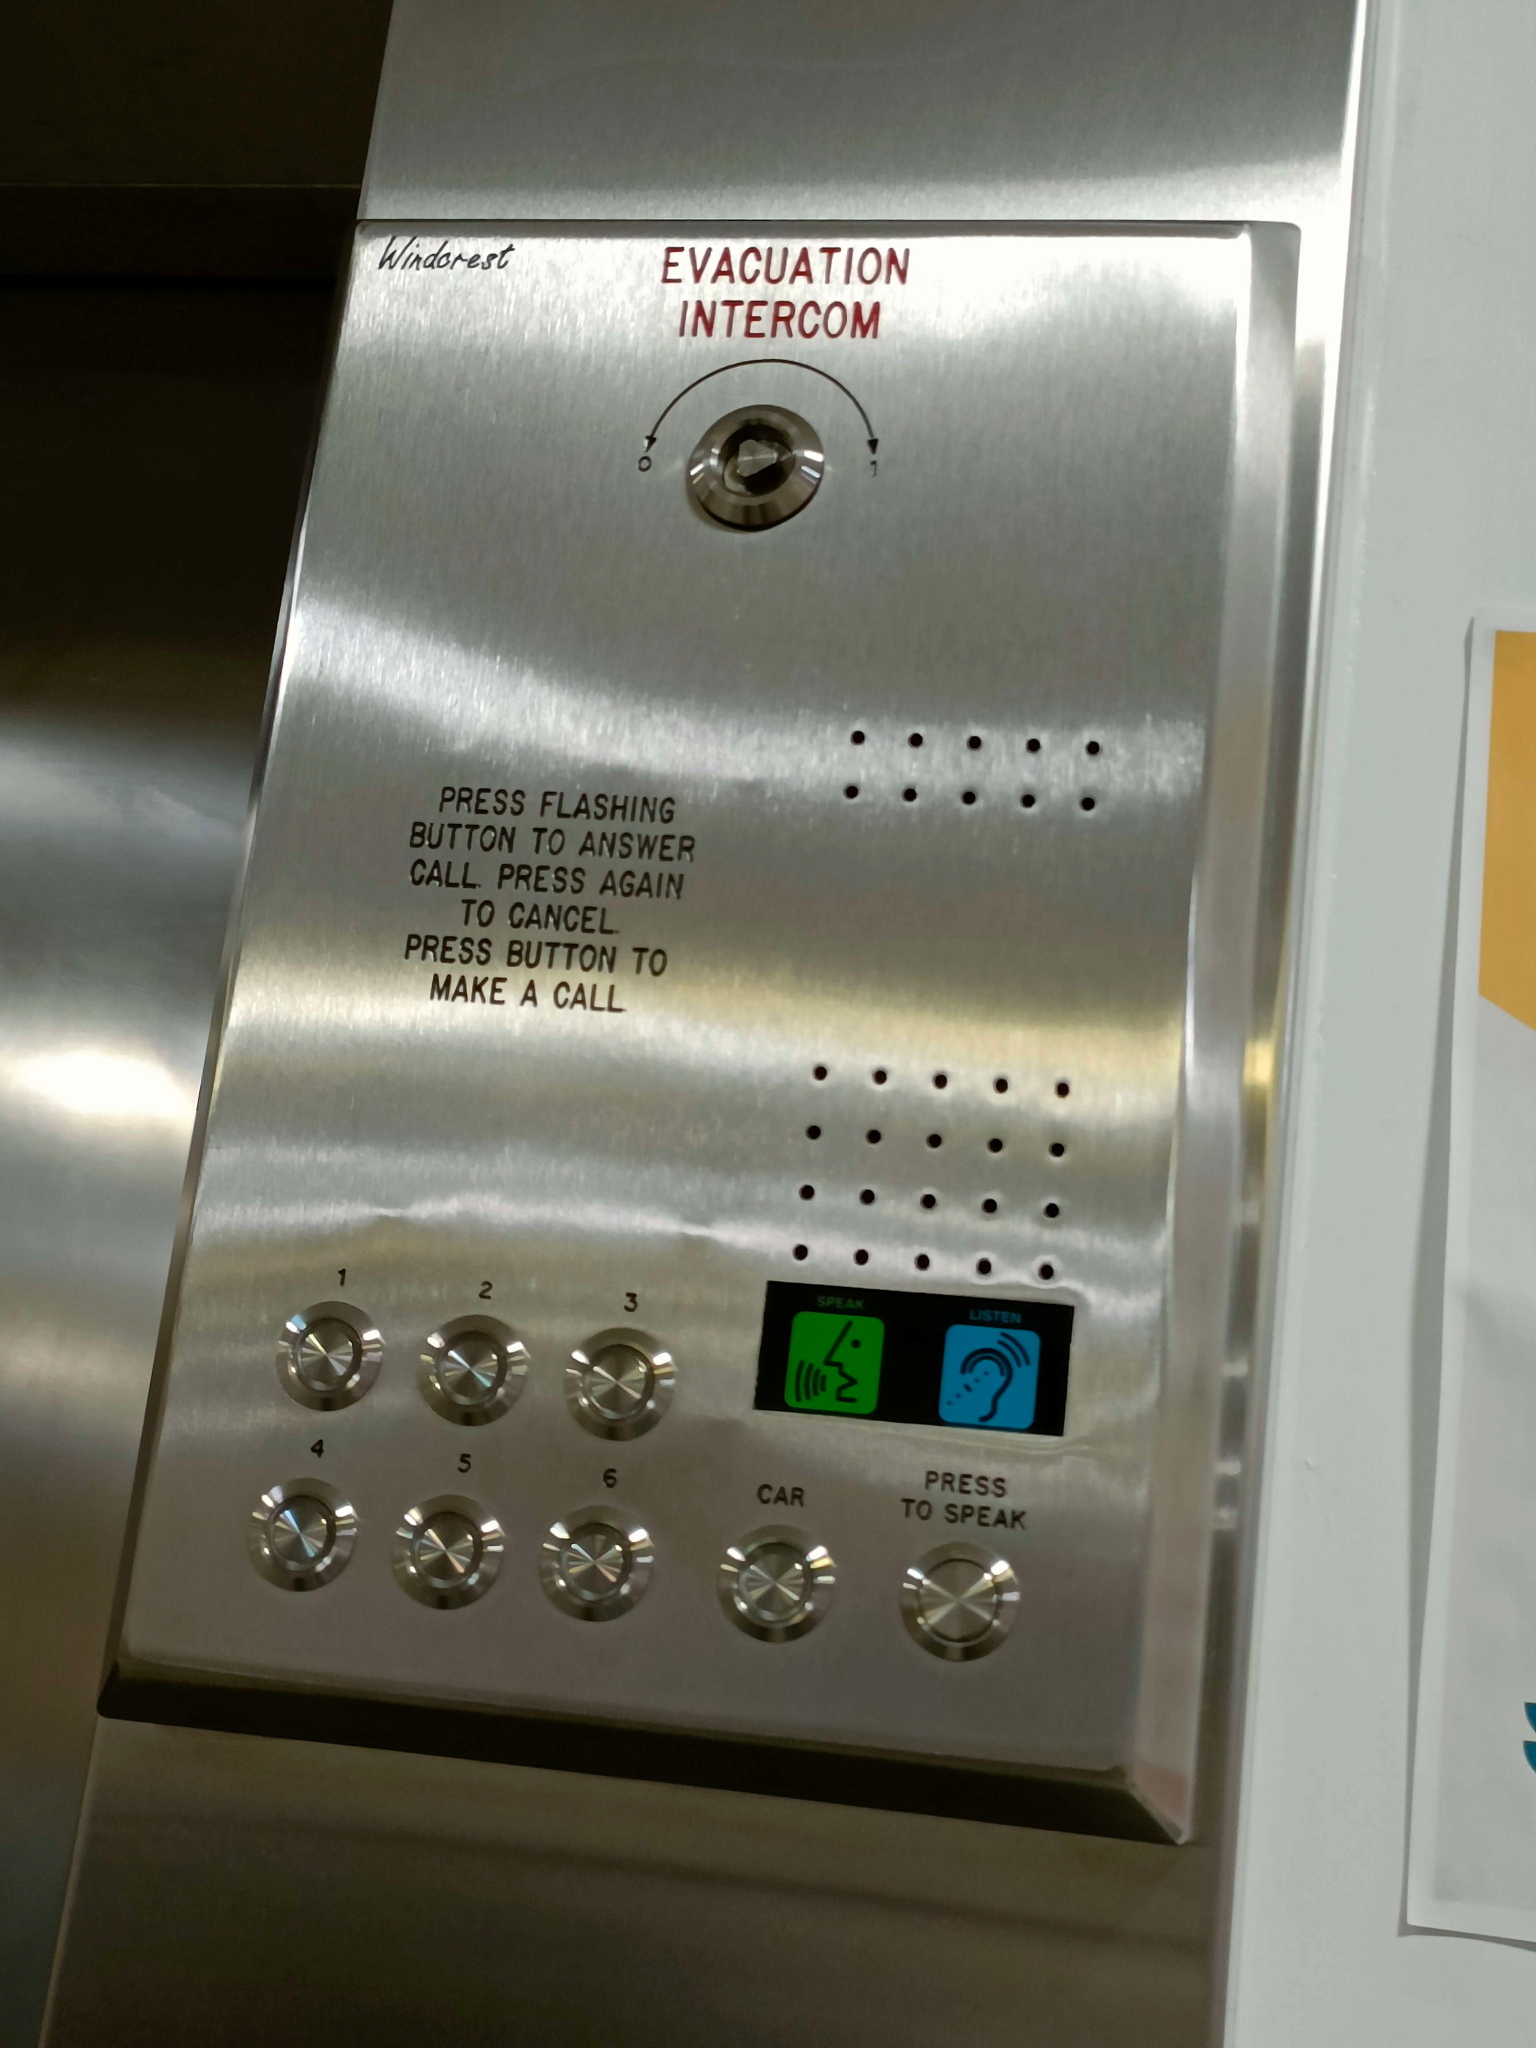 Windcrest
EVACUATION
INTERCOM
0
1
PRESS FLASHING
BUTTON TO ANSWER
CALL. PRESS AGAIN
TO CANCEL.
PRESS BUTTON TO
MAKE A CALL.
1
2
3
SPEAK
LISTEN
4
5
6
CAR
PRESS
TO SPEAK